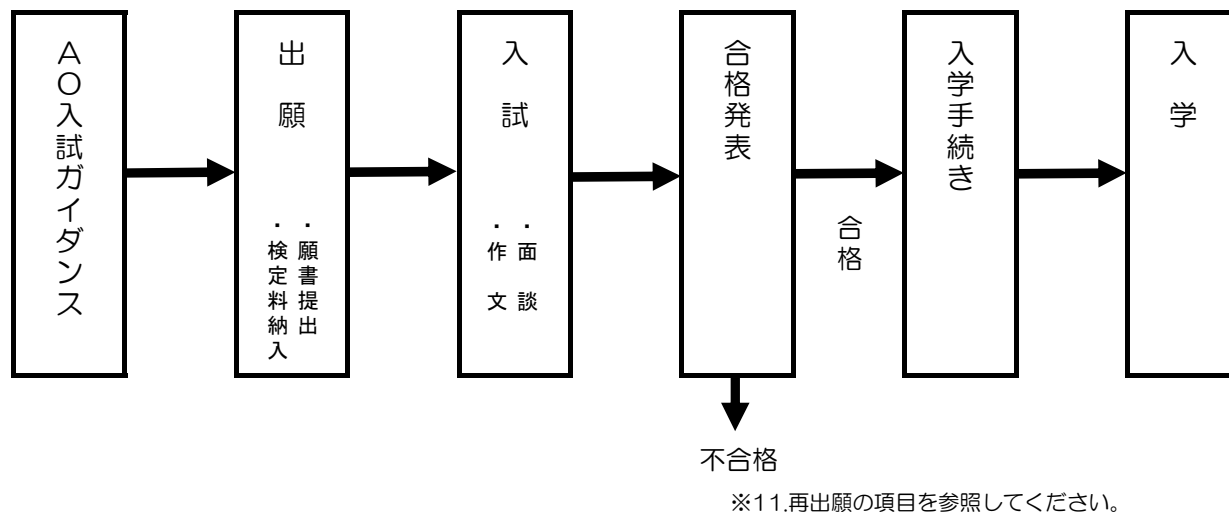 AO入試ガイダンス
出願
・願書提出
・検定料納入
入試
・面談
・作文
合格発表
合格
入学手続き
入学
不合格
※11.再出願の項目を参照してください。